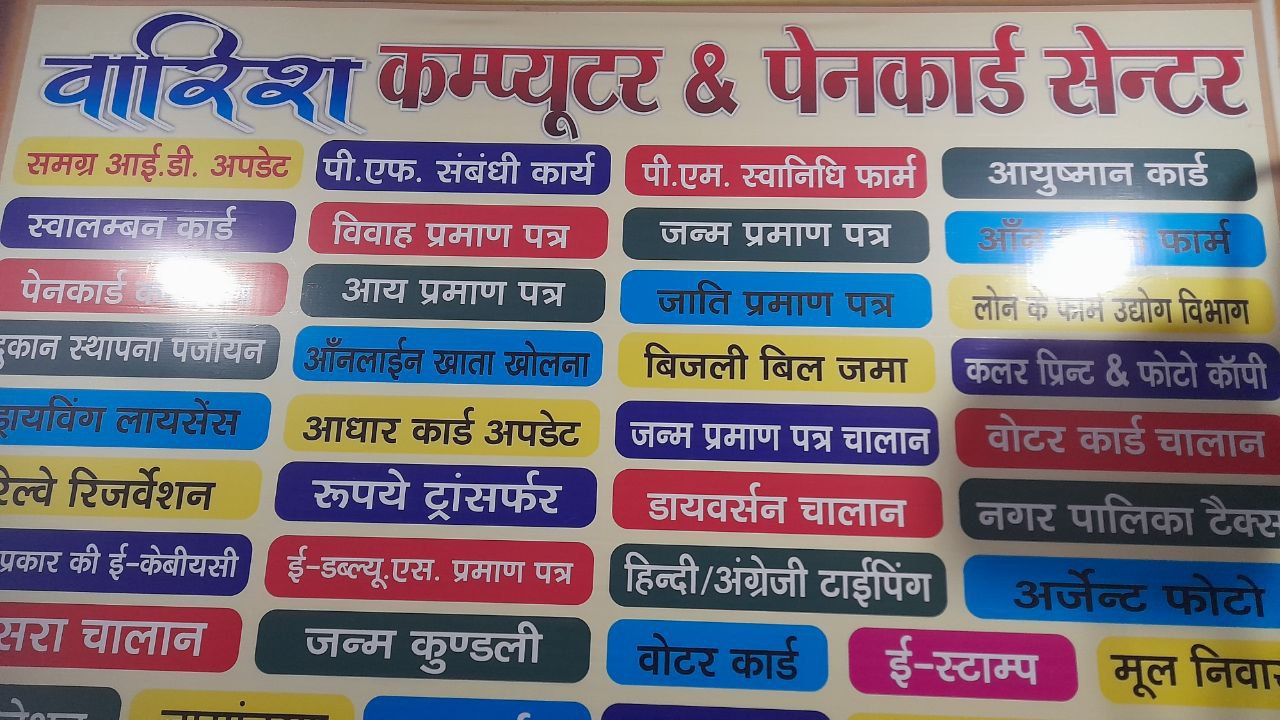 वारिश कम्प्यूटर & पेनकार्ड सेन्टर
समग्र आई.डी. अपडेट
पी.एफ. संबंधी कार्य
पी.एम. स्वानिधि फार्म
आयुष्मान कार्ड
स्वालम्बन कार्ड
विवाह प्रमाण पत्र
जन्म प्रमाण पत्र
फार्म
पेनकार्ड
आय प्रमाण पत्र
जाति प्रमाण पत्र
लोन के फार्म उद्योग विभाग
दुकान स्थापना पंजीयन
ऑंनलाईन खाता खोलना
बिजली बिल जमा
कलर प्रिन्ट & फोटो कॉपी
ड्रायविंग लायसेंस
आधार कार्ड अपडेट
जन्म प्रमाण पत्र चालान
वोटर कार्ड चालान
रेल्वे रिजर्वेशन
रूपये ट्रांसर्फर
डायवर्सन चालान
नगर पालिका टैक्स
प्रकार की ई-केबीयसी
ई-डब्ल्यू.एस. प्रमाण पत्र
हिन्दी/अंग्रेजी टाईपिंग
अर्जेन्ट फोटो
चालान
जन्म कुण्डली
वोटर कार्ड
ई-स्टाम्प
मूल